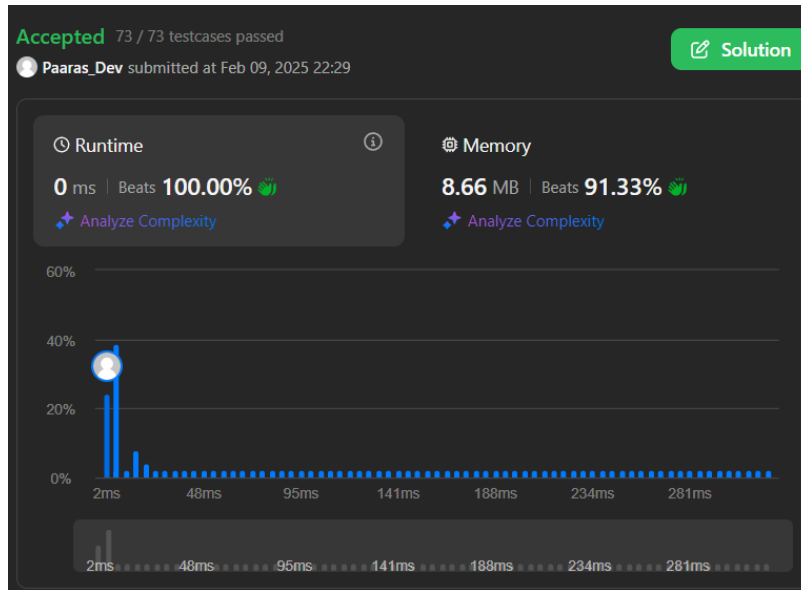 Accepted 73 / 73 testcases passed
Solution
Paaras_Dev submitted at Feb 09, 2025 22:29
Runtime
0 ms | Beats 100.00%
Analyze Complexity
Memory
8.66 MB | Beats 91.33%
Analyze Complexity
60%
40%
20%
0%
2ms 48ms 95ms 141ms 188ms 234ms 281ms
2ms 48ms 95ms 141ms 188ms 234ms 281ms